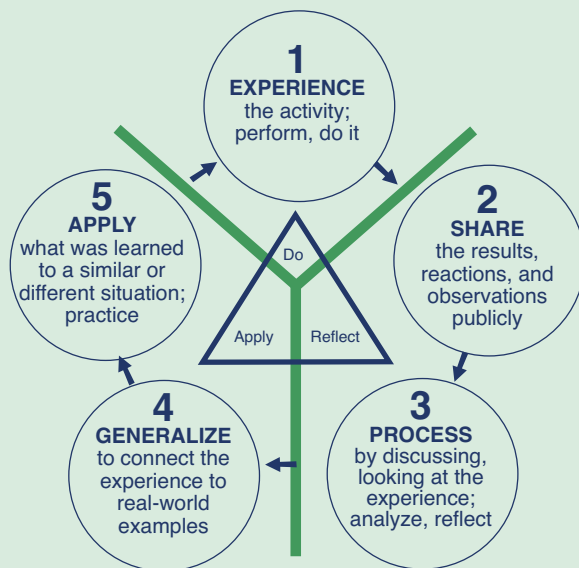 1
EXPERIENCE
the activity;
perform, do it
2
SHARE
the results,
reactions, and
observations
publicly
3
PROCESS
by discussing,
looking at the
experience;
analyze, reflect
4
GENERALIZE
to connect the
experience to
real-world
examples
5
APPLY
what was learned
to a similar or
different situation;
practice
Do
Apply
Reflect